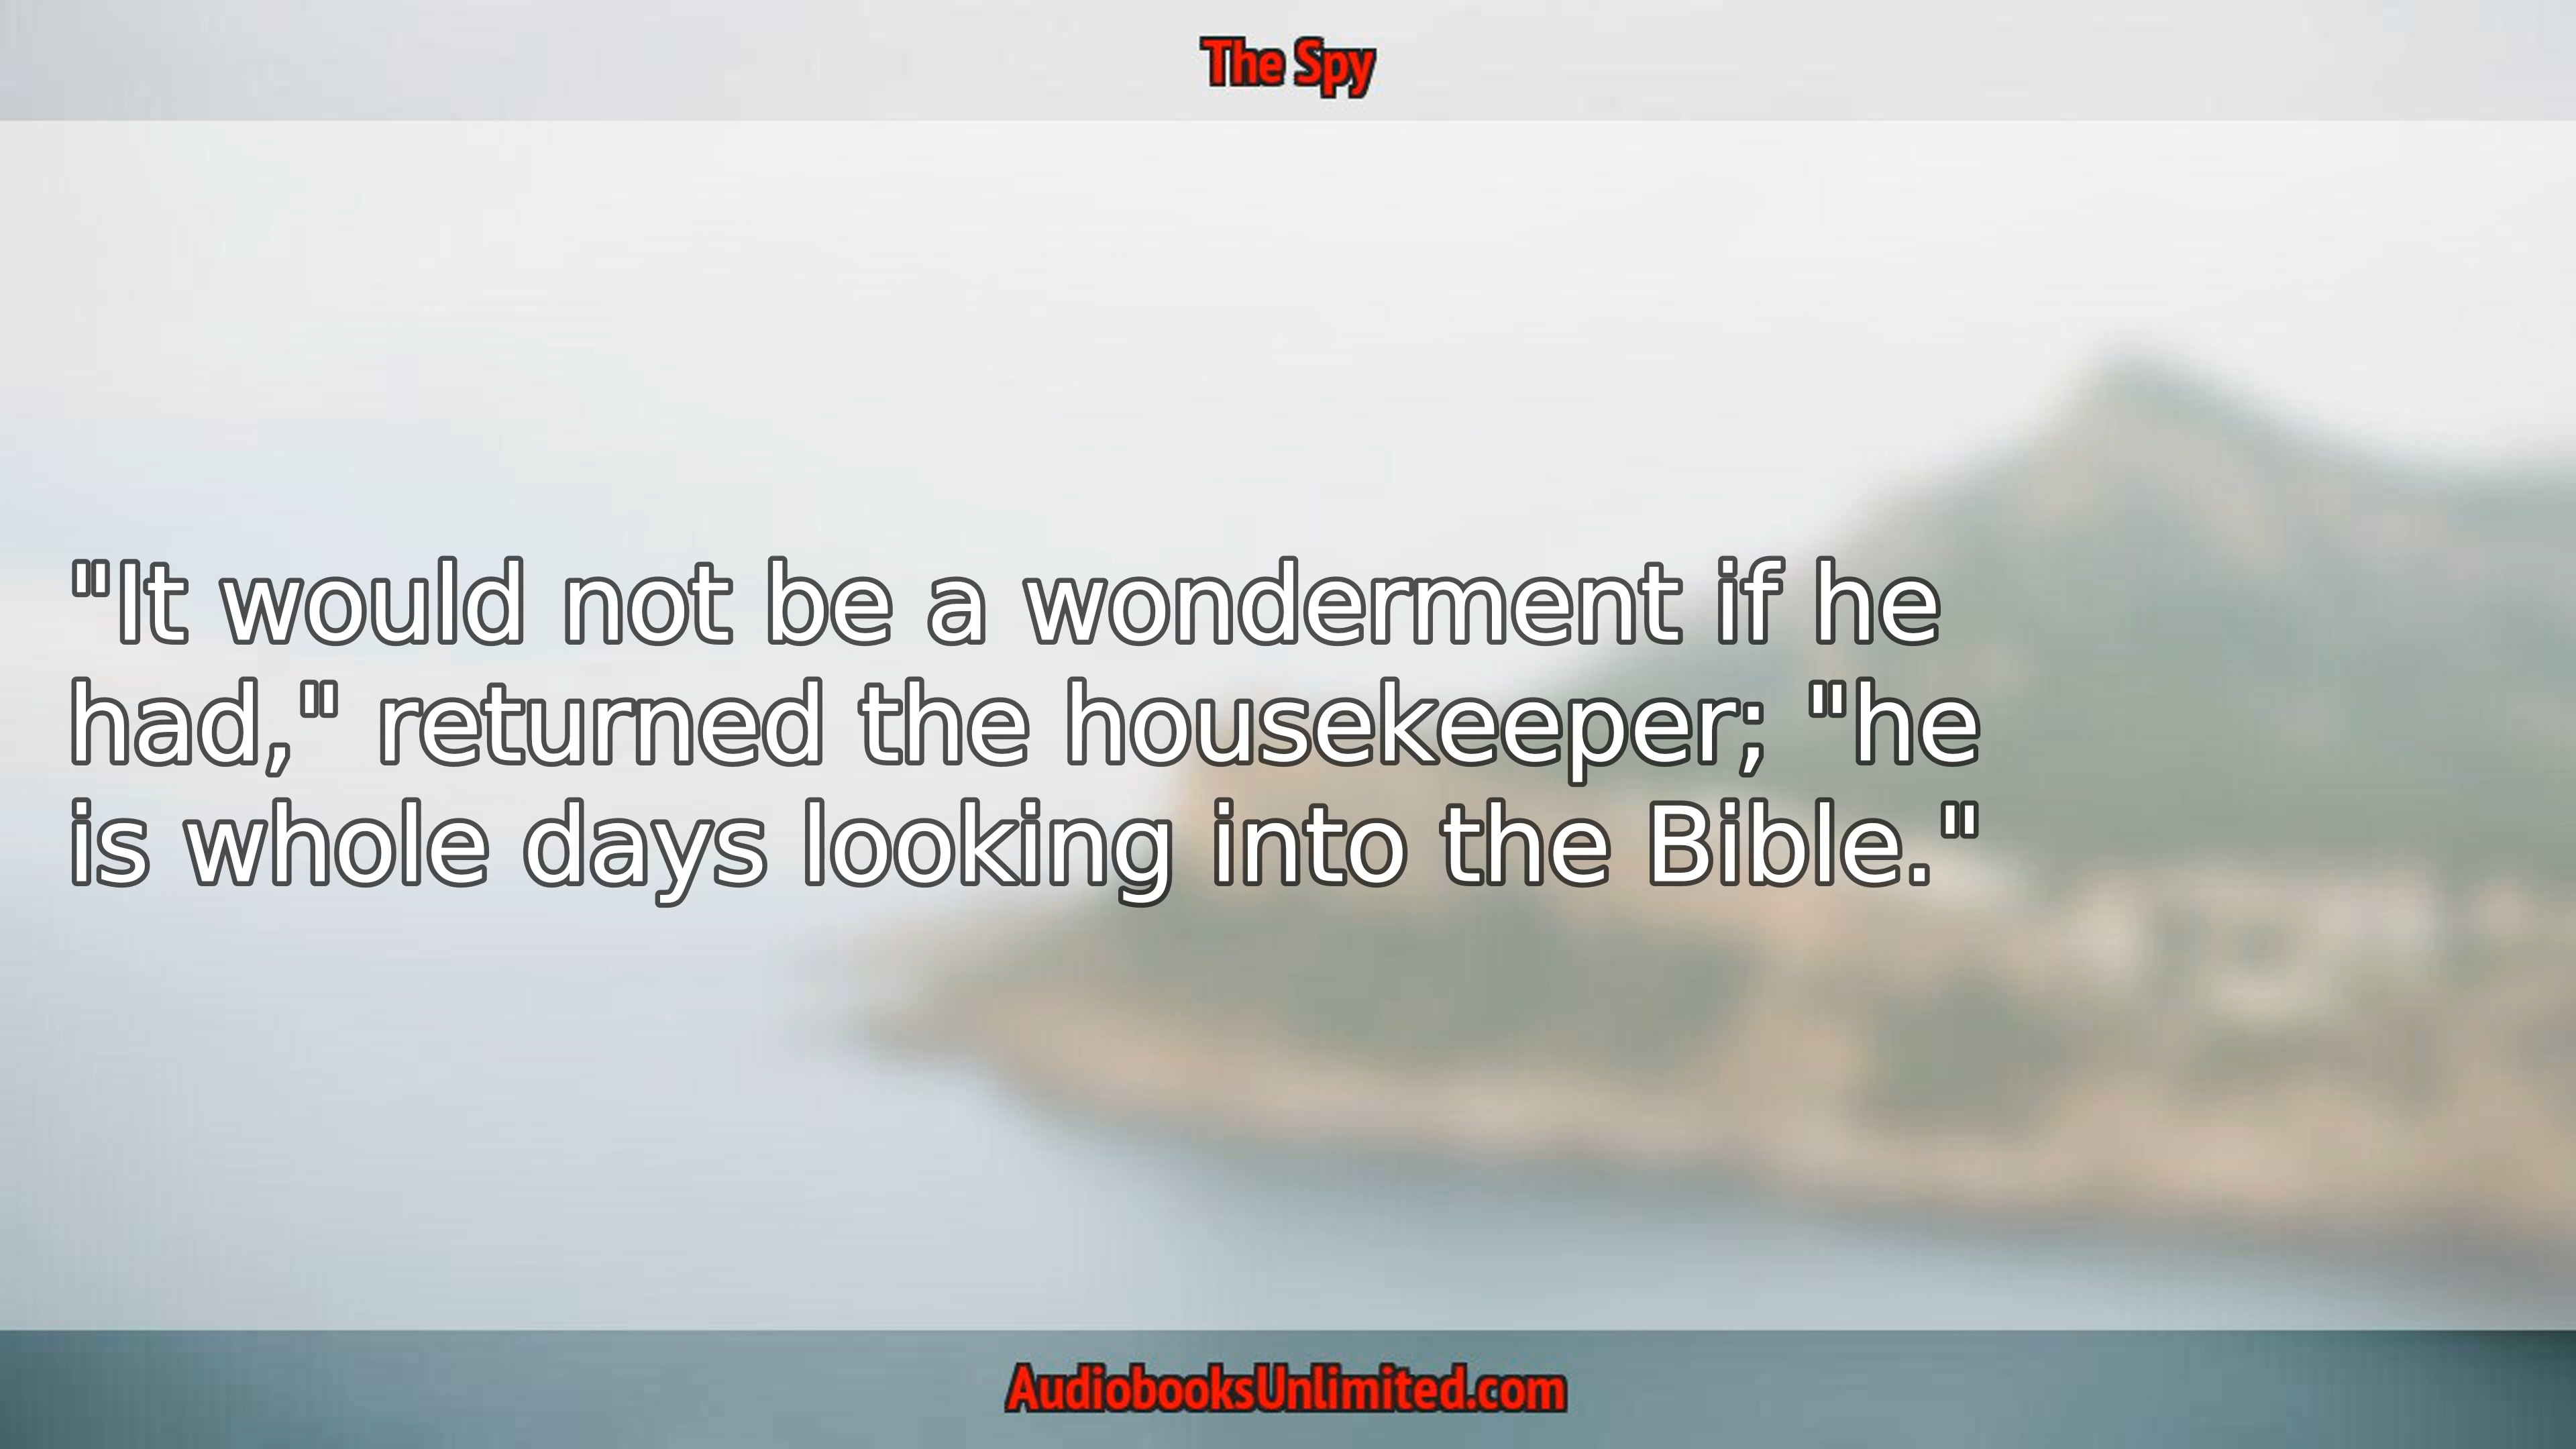 The Spy
"It would not be a wonderment if he
had," returned the housekeeper; "he
is whole days looking into the Bible."
AudiobooksUnlimited.com